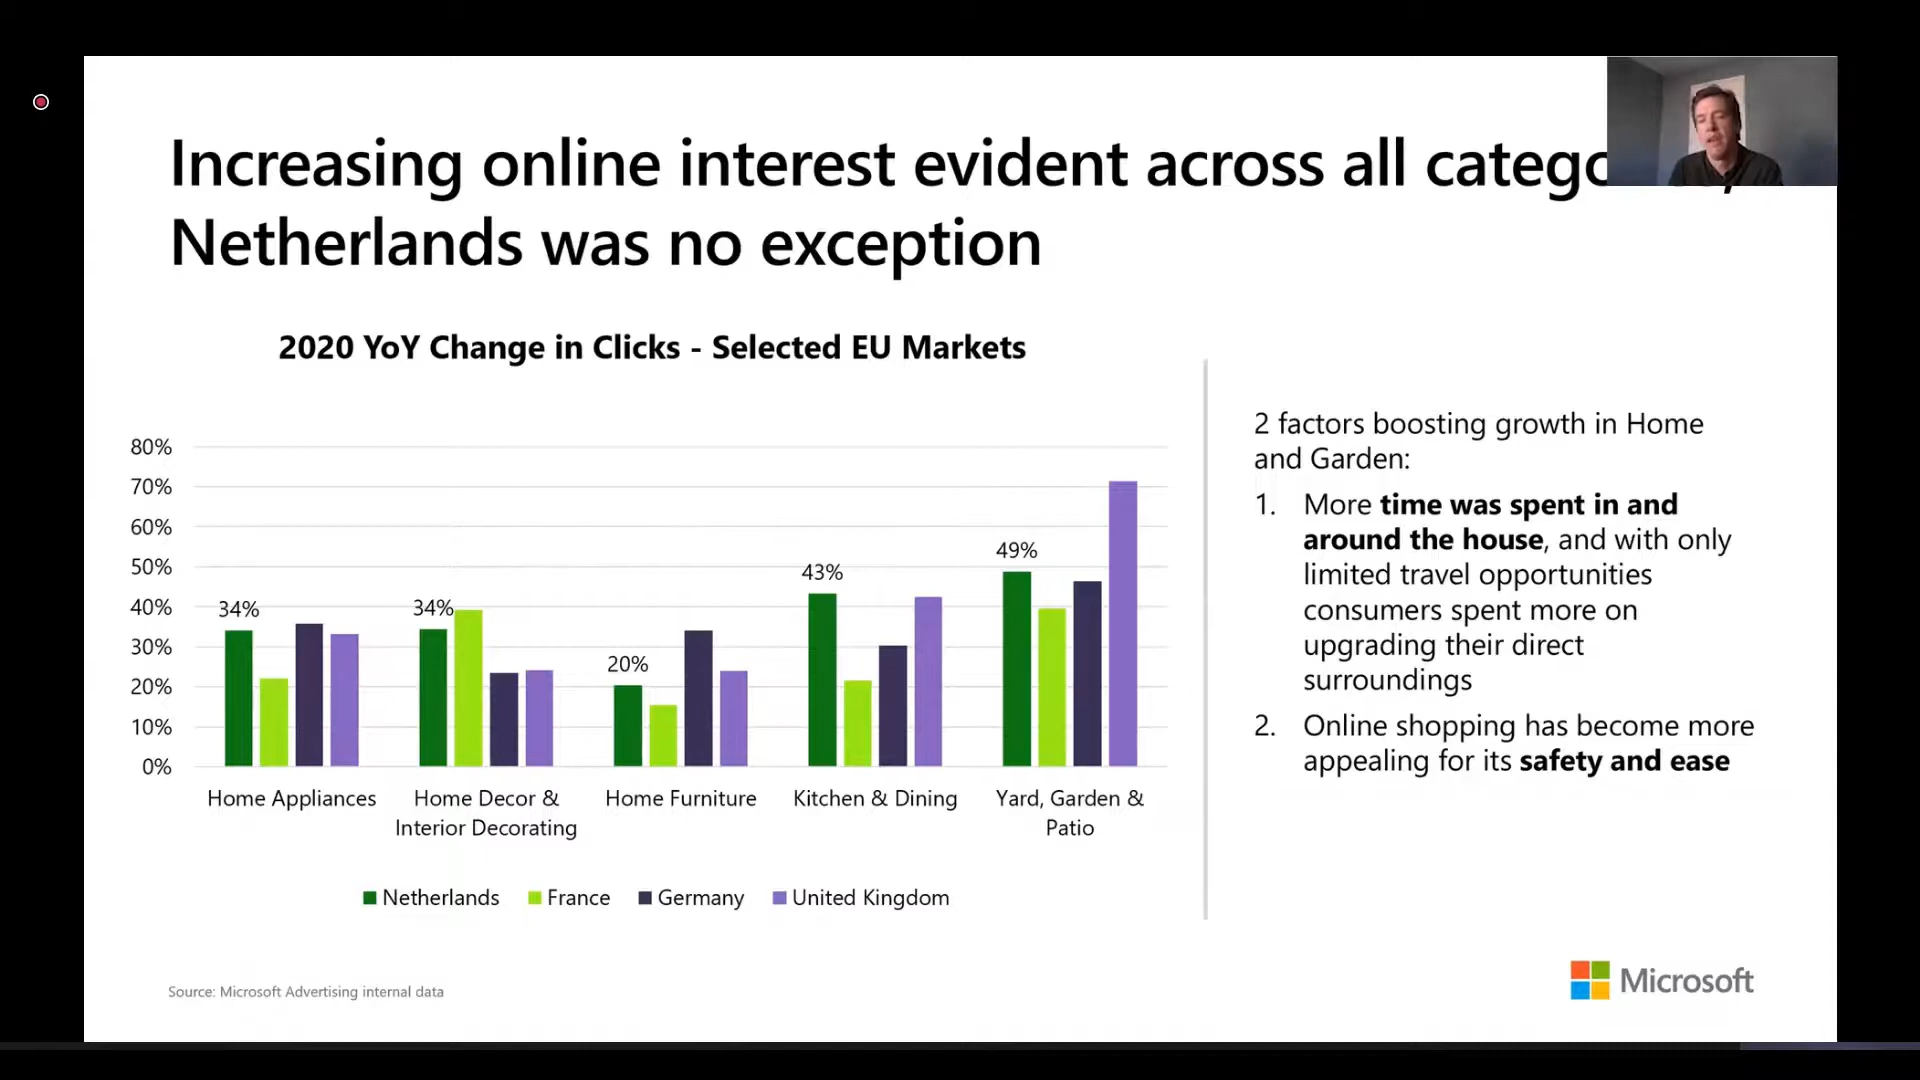 Increasing online interest evident across all
Netherlands was no exception
2020 YoY Change in Clicks - Selected EU Markets
80%
70%
60%
50%
40%
30%
20%
10%
0%
34%
34%
20%
43%
49%
Home Appliances
Home Decor &
Interior Decorating
Home Furniture
Kitchen & Dining
Yard, Garden &
Patio
Netherlands
France
Germany
United Kingdom
2 factors boosting growth in Home
and Garden:
1. More time was spent in and
around the house, and with only
limited travel opportunities
consumers spent more on
upgrading their direct
surroundings
2. Online shopping has become more
appealing for its safety and ease
Source: Microsoft Advertising internal data
Microsoft